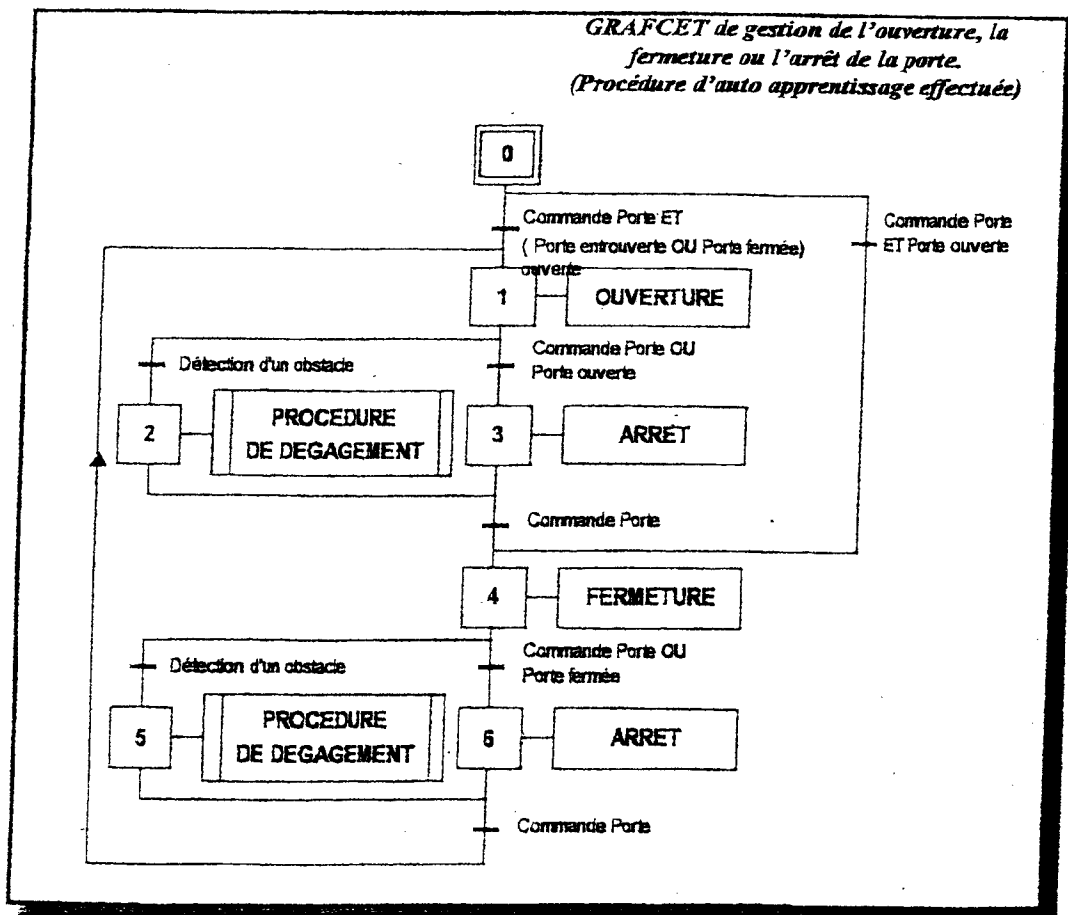 GRAFCET de gestion de l'ouverture, la
fermeture ou l'arrêt de la porte.
(Procédure d'auto apprentissage effectuée)
0
Commande Porte ET
( Porte entrouverte OU Porte fermée)
ouverte
Commande Porte
ET Porte ouverte
1
OUVERTURE
Détection d'un obstacle
Commande Porte OU
Porte ouverte
2
PROCEDURE
DE DEGAGEMENT
3
ARRET
Commande Porte
4
FERMETURE
Détection d'un obstacle
Commande Porte OU
Porte fermée
5
PROCEDURE
DE DEGAGEMENT
6
ARRET
Commande Porte